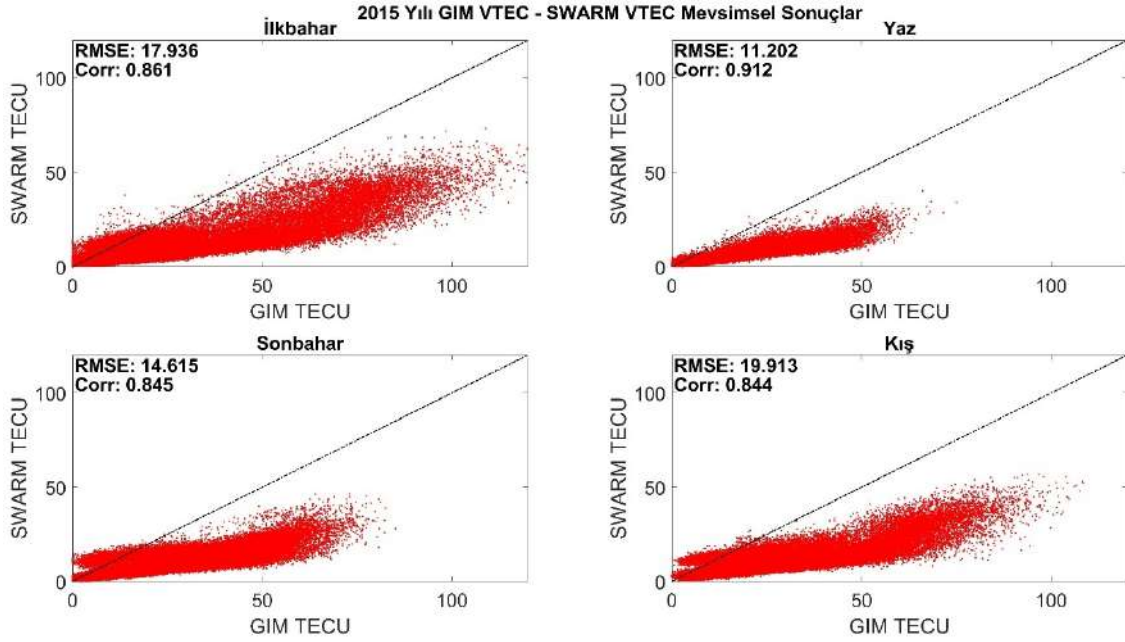 2015 Yılı GIM VTEC - SWARM VTEC Mevsimsel Sonuçlar
İlkbahar
RMSE: 17.936
Corr: 0.861
100
50
0
SWARM TECU
0
50
100
GIM TECU
Yaz
RMSE: 11.202
Corr: 0.912
100
50
0
SWARM TECU
0
50
100
GIM TECU
Sonbahar
RMSE: 14.615
Corr: 0.845
100
50
0
SWARM TECU
0
50
100
GIM TECU
Kış
RMSE: 19.913
Corr: 0.844
100
50
0
SWARM TECU
0
50
100
GIM TECU